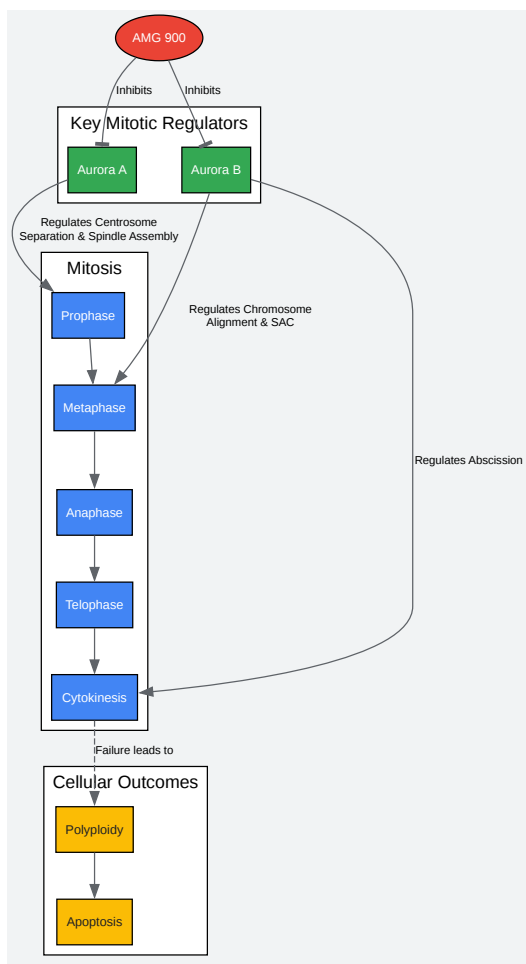 AMG 900
Inhibits
Inhibits
Key Mitotic Regulators
Aurora A
Aurora B
Regulates Centrosome
Separation & Spindle Assembly
Mitosis
Prophase
Regulates Chromosome
Alignment & SAC
Metaphase
Regulates Abscission
Anaphase
Telophase
Cytokinesis
Failure leads to
Cellular Outcomes
Polyploidy
Apoptosis